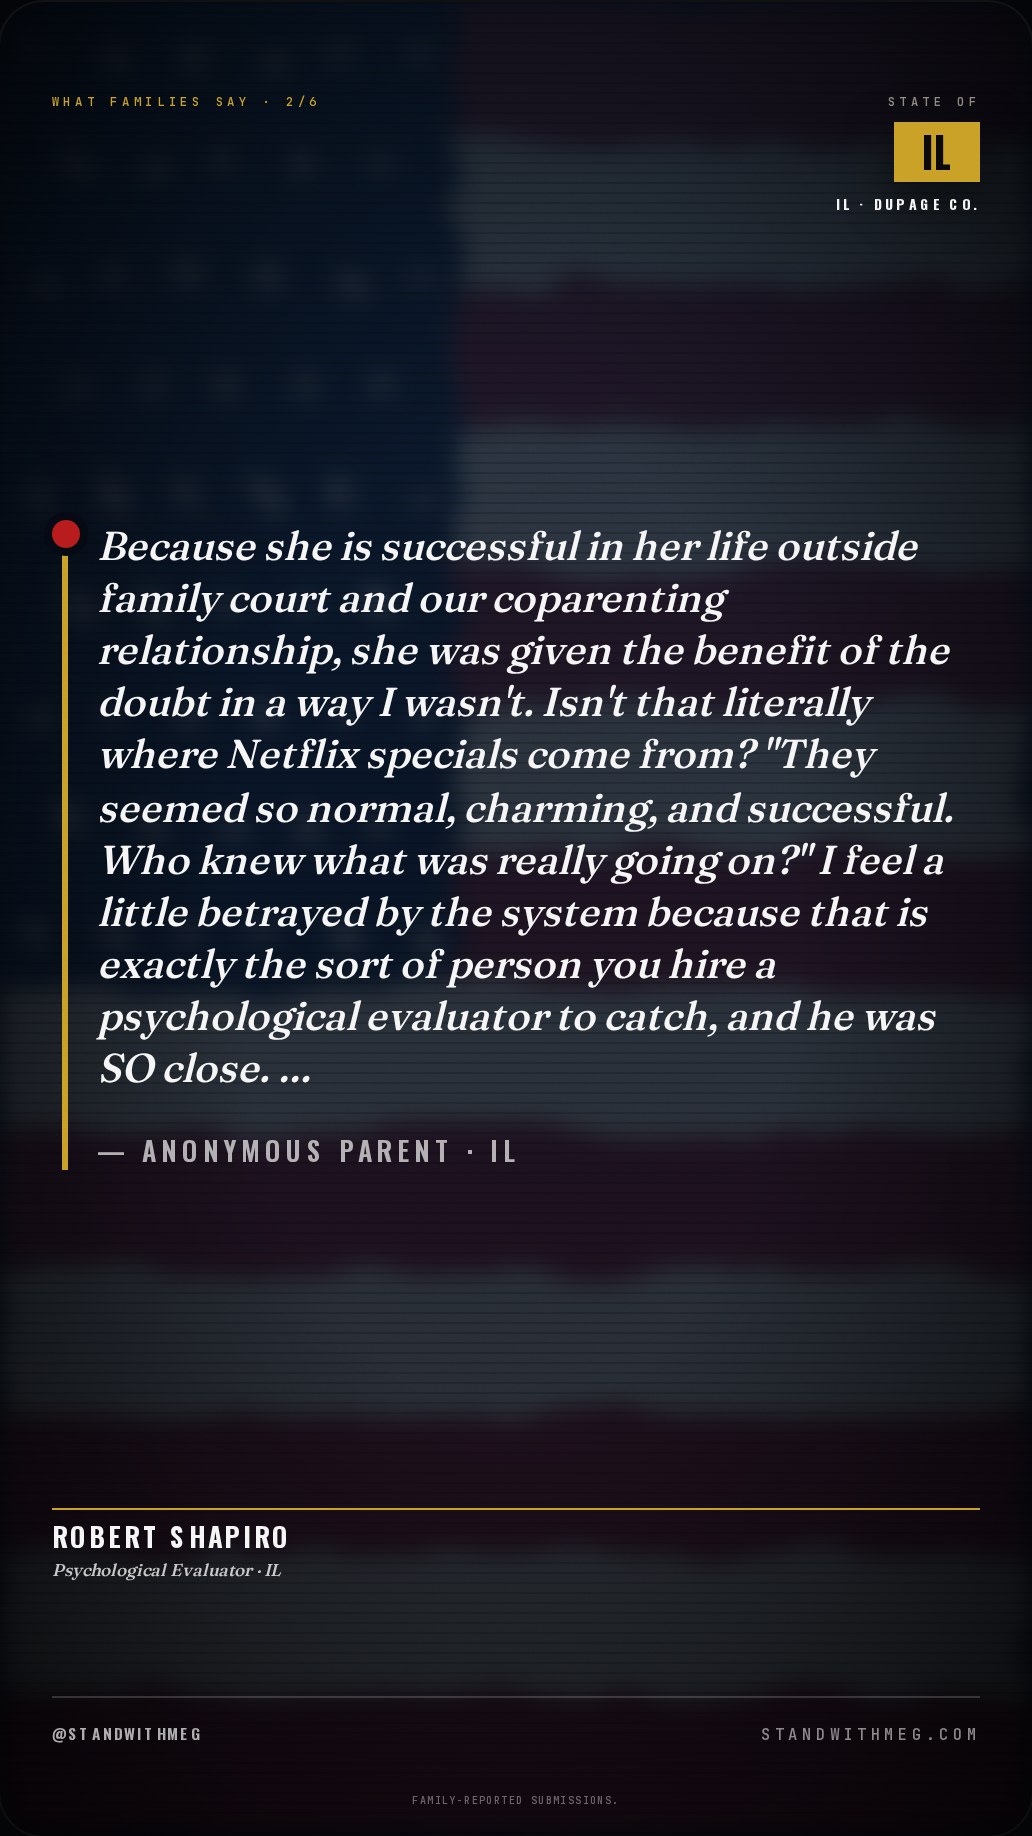 WHAT FAMILIES SAY · 2/6
STATE OF
IL
IL · DUPAGE CO.
Because she is successful in her life outside
family court and our coparenting
relationship, she was given the benefit of the
doubt in a way I wasn't. Isn't that literally
where Netflix specials come from? "They
seemed so normal, charming, and successful.
Who knew what was really going on?" I feel a
little betrayed by the system because that is
exactly the sort of person you hire a
psychological evaluator to catch, and he was
SO close. ...
— ANONYMOUS PARENT · IL
ROBERT SHAPIRO
Psychological Evaluator · IL
@STANDWITHMEG
STANDWITHMEG.COM
FAMILY-REPORTED SUBMISSIONS.